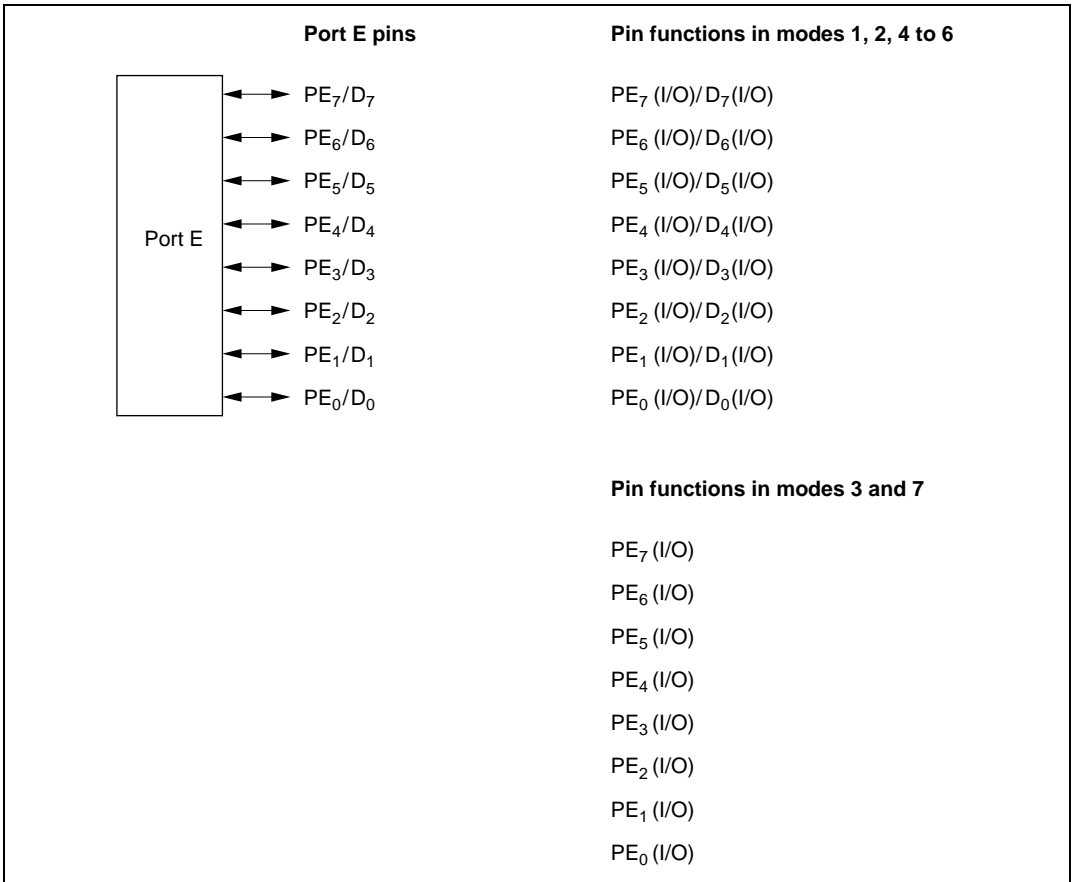 Port E pins Pin functions in modes 1, 2, 4 to 6
PE7/D7 PE7 (I/O)/D7(I/O)
PE6/D6 PE6 (I/O)/D6(I/O)
PE5/D5 PE5 (I/O)/D5(I/O)
PE4/D4 PE4 (I/O)/D4(I/O)
Port E
PE3/D3 PE3 (I/O)/D3(I/O)
PE2/D2 PE2 (I/O)/D2(I/O)
PE1/D1 PE1 (I/O)/D1(I/O)
PE0/D0 PE0 (I/O)/D0(I/O)
Pin functions in modes 3 and 7
PE7 (I/O)
PE6 (I/O)
PE5 (I/O)
PE4 (I/O)
PE3 (I/O)
PE2 (I/O)
PE1 (I/O)
PE0 (I/O)